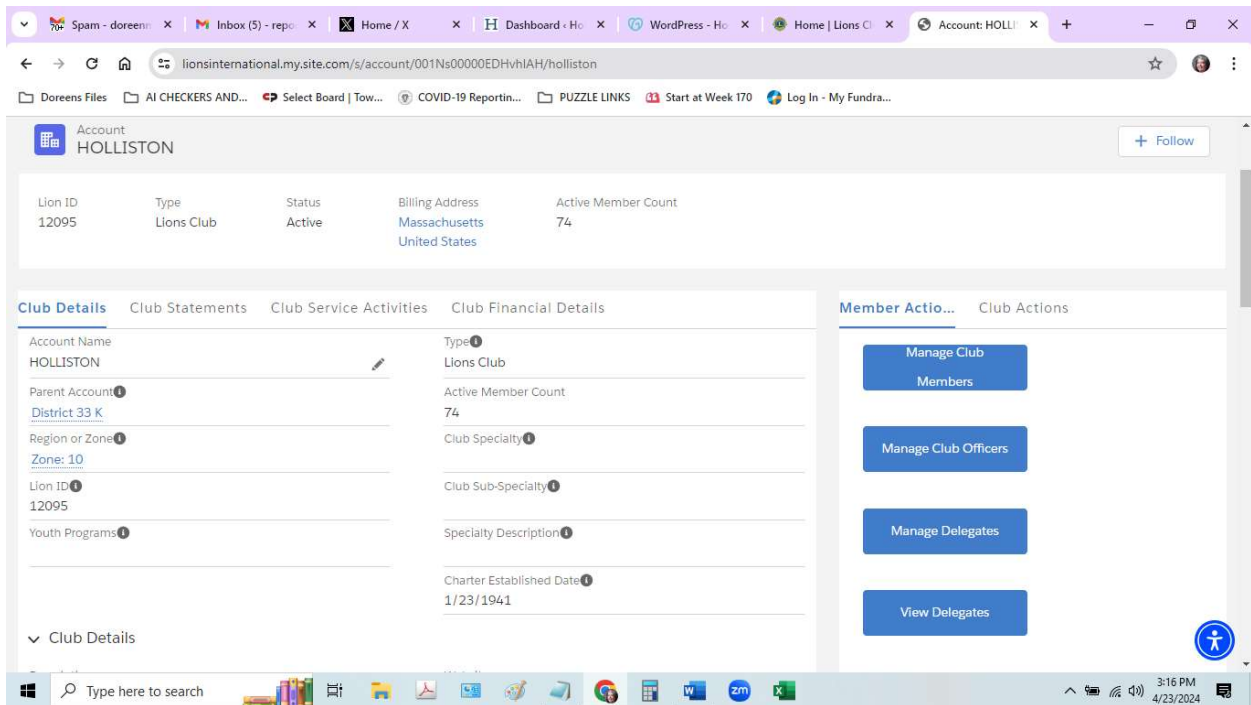 Spam - doreenn
Inbox (5) - repo
Home / X
Dashboard ‹ Ho
WordPress - Ho
Home | Lions Cl
Account: HOLLI
lionsinternational.my.site.com/s/account/001Ns00000EDHvhIAH/holliston
Doreens Files
AI CHECKERS AND...
Select Board | Tow...
COVID-19 Reportin...
PUZZLE LINKS
Start at Week 170
Log In - My Fundra...
Account
HOLLISTON
+ Follow
Lion ID
12095
Type
Lions Club
Status
Active
Billing Address
Massachusetts
United States
Active Member Count
74
Club Details
Club Statements
Club Service Activities
Club Financial Details
Account Name
HOLLISTON
Parent Account
District 33 K
Region or Zone
Zone: 10
Lion ID
12095
Youth Programs
Type
Lions Club
Active Member Count
74
Club Specialty
Club Sub-Specialty
Specialty Description
Charter Established Date
1/23/1941
Club Details
Member Actio...
Club Actions
Manage Club
Members
Manage Club Officers
Manage Delegates
View Delegates
Type here to search
zm
3:16 PM
4/23/2024